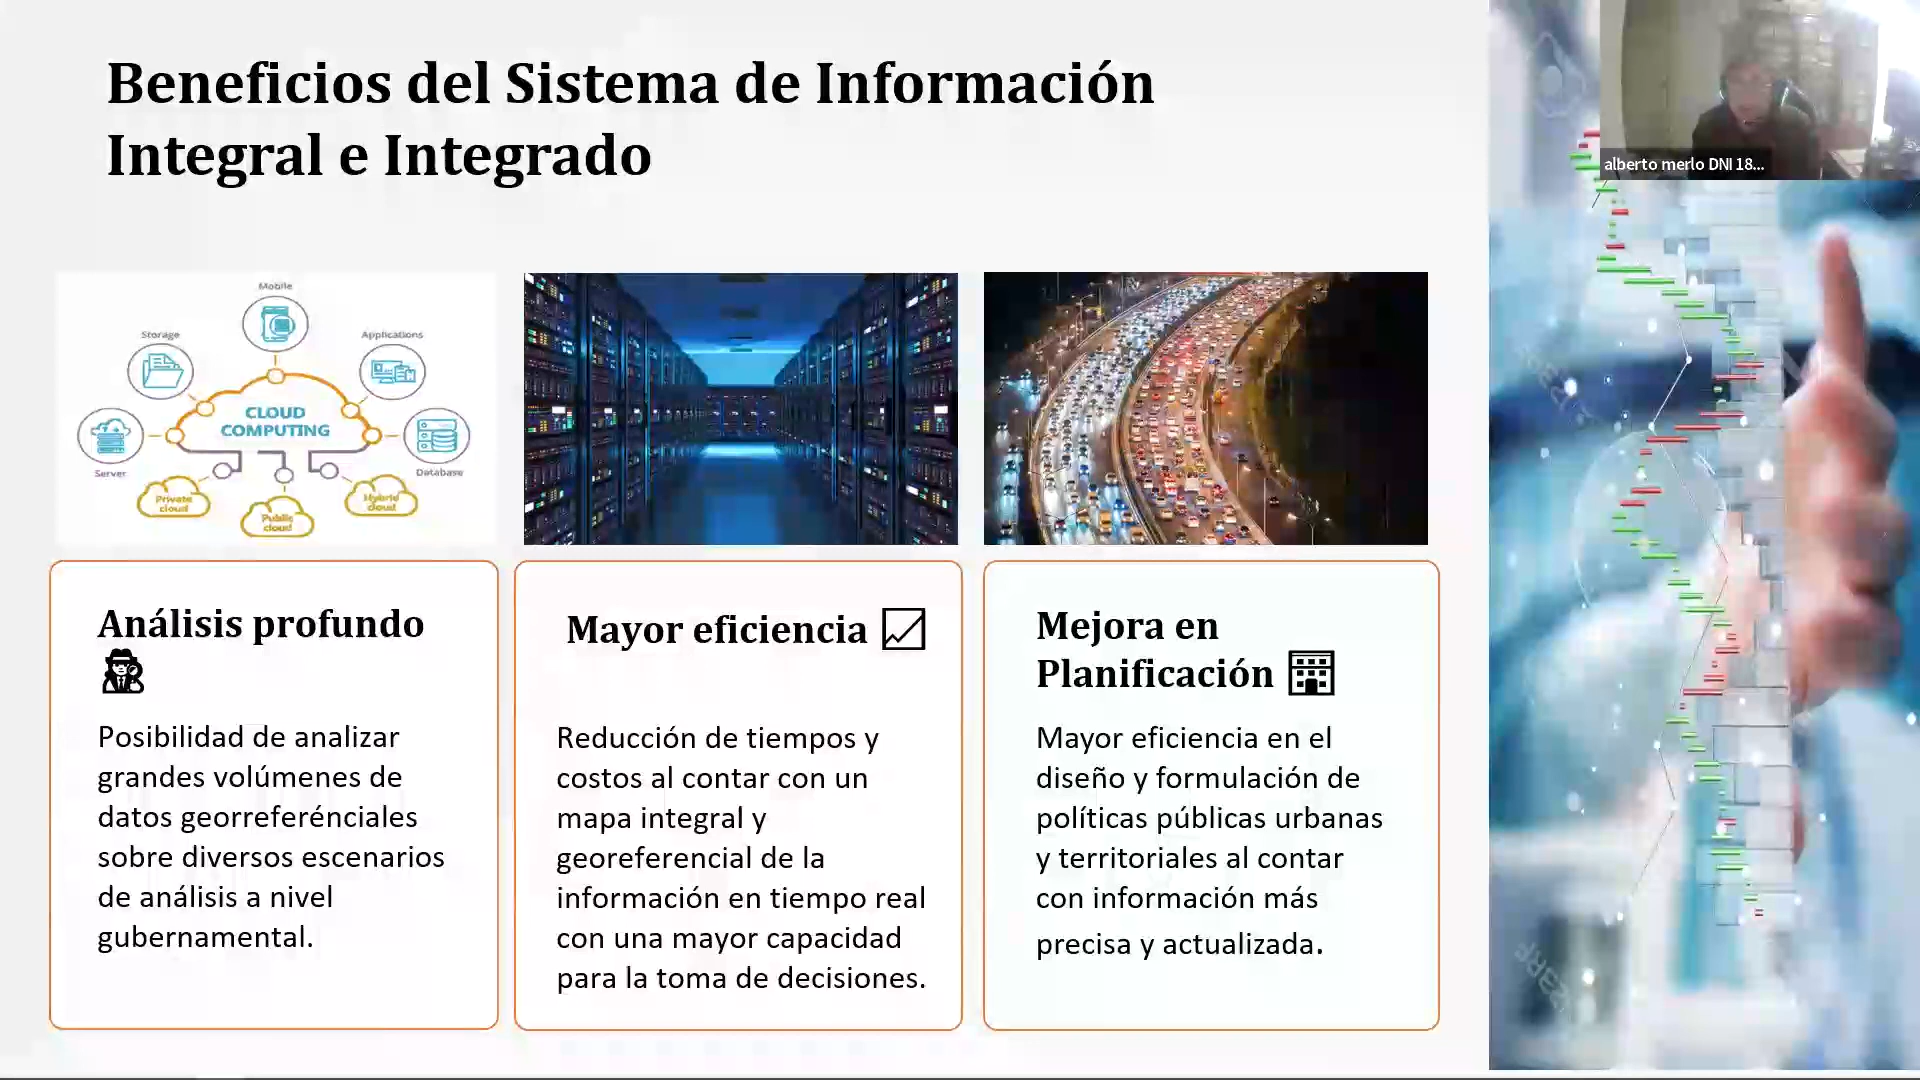 Beneficios del Sistema de Información
Integral e Integrado
alberto merlo DNI 18...
Mobile
Storage
Applications
CLOUD
COMPUTING
Server
Database
Private
cloud
Public
cloud
Hybrid
cloud
Análisis profundo
Posibilidad de analizar
grandes volúmenes de
datos georreferénciales
sobre diversos escenarios
de análisis a nivel
gubernamental.
Mayor eficiencia
Reducción de tiempos y
costos al contar con un
mapa integral y
georeferencial de la
información en tiempo real
con una mayor capacidad
para la toma de decisiones.
Mejora en
Planificación
Mayor eficiencia en el
diseño y formulación de
políticas públicas urbanas
y territoriales al contar
con información más
precisa y actualizada.